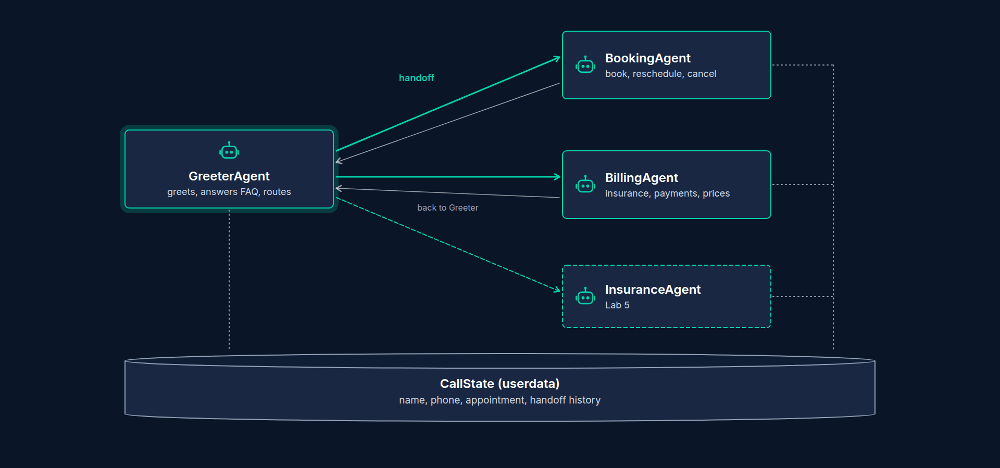 handoff
BookingAgent
book, reschedule, cancel
GreeterAgent
greets, answers FAQ, routes
BillingAgent
insurance, payments, prices
back to Greeter
InsuranceAgent
Lab 5
CallState (userdata)
name, phone, appointment, handoff history